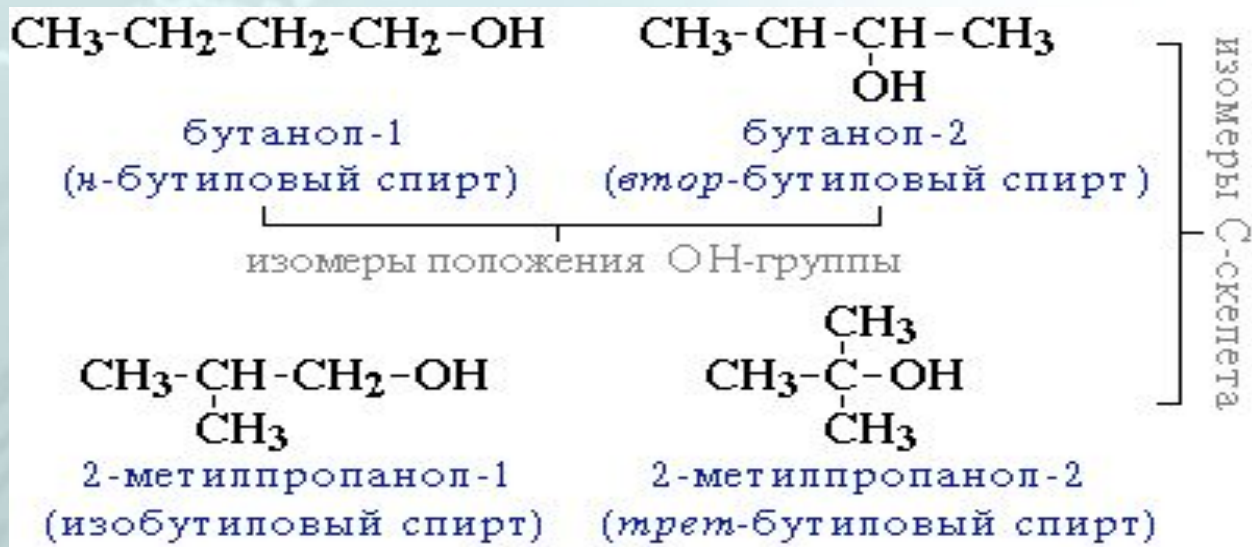 CH₃-CH₂-CH₂-CH₂-OH CH₃-CH-CH-CH₃
OH
бутанол-1 бутанол-2
(н-бутиловый спирт) (втор-бутиловый спирт)
изомеры положения ОН-группы
CH₃
CH₃-CH-CH₂-OH CH₃-C-OH
CH₃ CH₃
2-метилпропанол-1 2-метилпропанол-2
(изобутиловый спирт) (трет-бутиловый спирт)
изомеры С-скелета